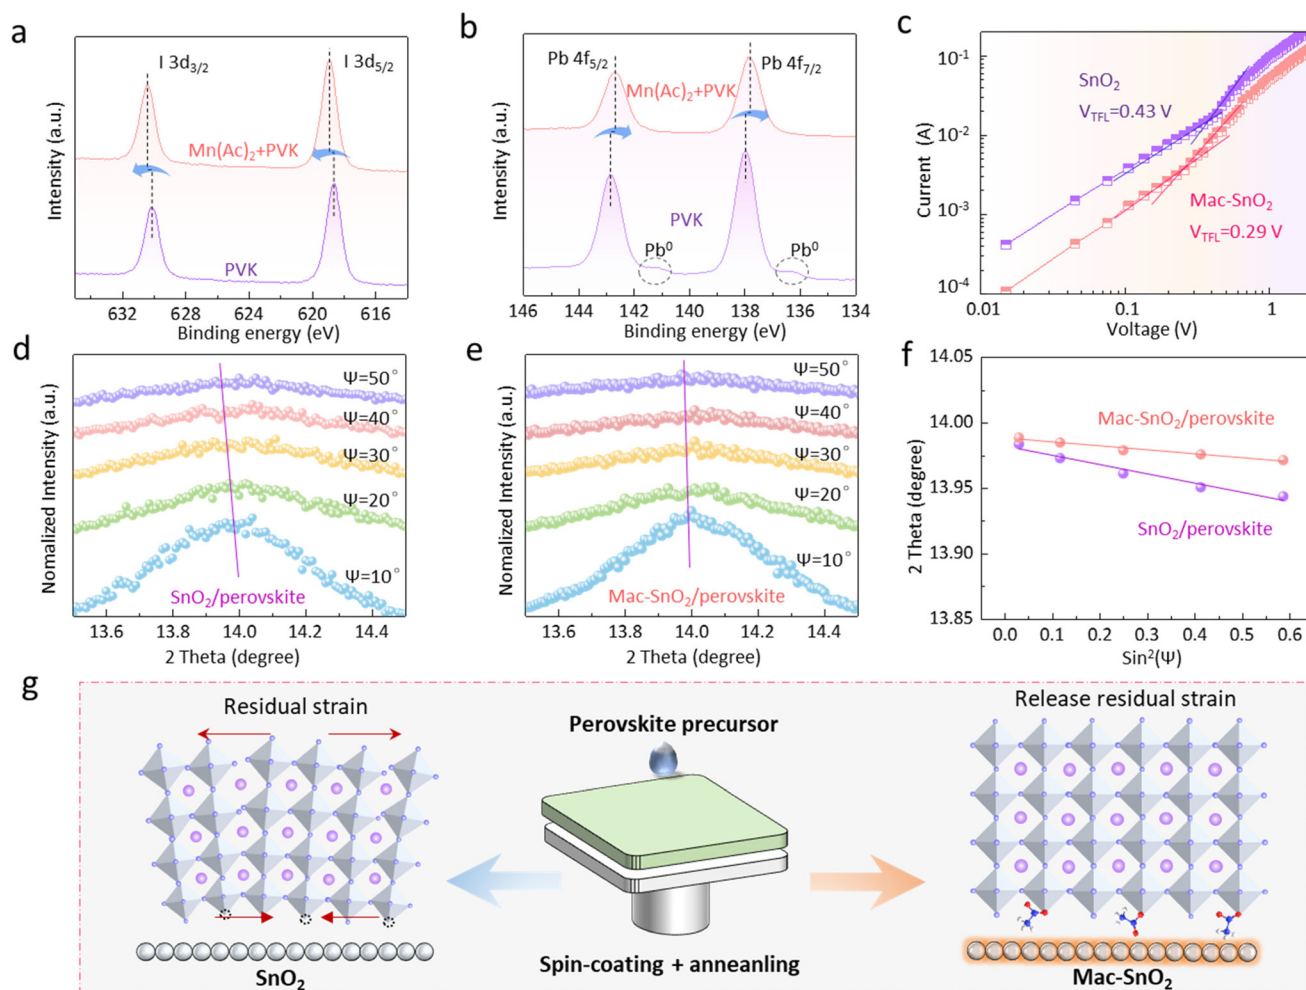 a
I 3d3/2
I 3d5/2
Mn(Ac)2+PVK
PVK
Intensity (a.u.)
632 628 624 620 616
Binding energy (eV)
b
Pb 4f5/2
Pb 4f7/2
Mn(Ac)2+PVK
PVK
Pb0
Pb0
Intensity (a.u.)
146 144 142 140 138 136 134
Binding energy (eV)
c
10-1
10-2
10-3
10-4
Current (A)
SnO2
VTFL=0.43 V
Mac-SnO2
VTFL=0.29 V
0.01 0.1 1
Voltage (V)
d
Nomalized Intensity (a.u.)
Ψ=50°
Ψ=40°
Ψ=30°
Ψ=20°
Ψ=10°
SnO2/perovskite
13.6 13.8 14.0 14.2 14.4
2 Theta (degree)
e
Nomalized Intensity (a.u.)
Ψ=50°
Ψ=40°
Ψ=30°
Ψ=20°
Ψ=10°
Mac-SnO2/perovskite
13.6 13.8 14.0 14.2 14.4
2 Theta (degree)
f
14.05
14.00
13.95
13.90
13.85
2 Theta (degree)
Mac-SnO2/perovskite
SnO2/perovskite
0.0 0.1 0.2 0.3 0.4 0.5 0.6
Sin2(Ψ)
g
Residual strain
Perovskite precursor
Release residual strain
Spin-coating + anneanling
SnO2
Mac-SnO2